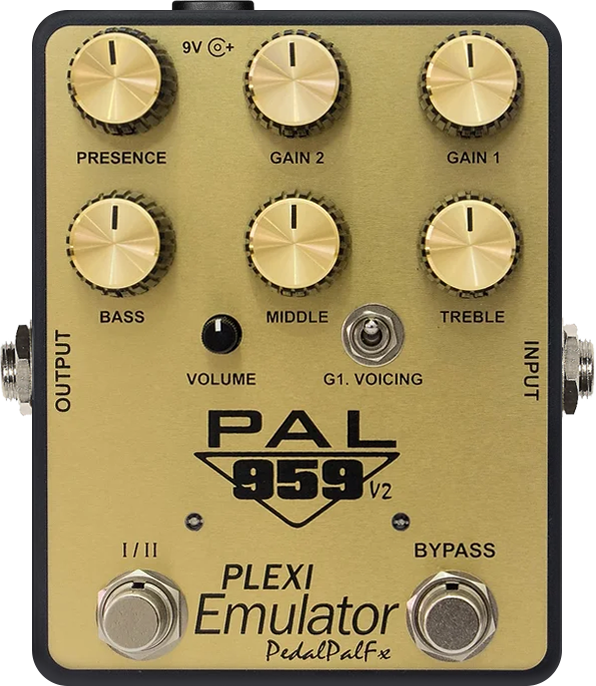 9V +
PRESENCE GAIN 2 GAIN 1
BASS MIDDLE TREBLE
VOLUME G1. VOICING
OUTPUT
INPUT
PAL
959 V2
I / II BYPASS
PLEXI
Emulator
PedalPalFx